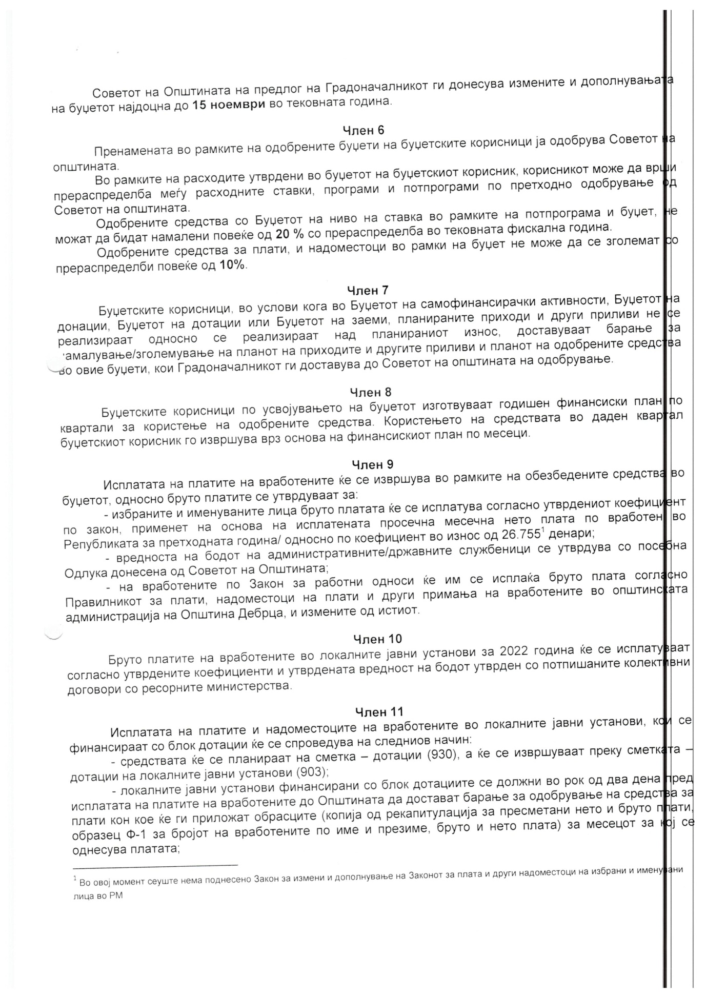 Советот на Општината на предлог на Градоначалникот ги донесува измените и дополнувањата
на буџетот најдоцна до 15 ноември во тековната година.
Член 6
Пренамената во рамките на одобрените буџети на буџетските корисници ја одобрува Советот на
општината.
Во рамките на расходите утврдени во буџетот на буџетскиот корисник, корисникот може да врши
прераспределба меѓу расходните ставки, програми и потпрограми по претходно одобрување од
Советот на општината.
Одобрените средства со Буџетот на ниво на ставка во рамките на потпрограма и буџет, не
можат да бидат намалени повеќе од 20 % со прераспределба во тековната фискална година.
Одобрените средства за плати, и надоместоци во рамки на буџет не може да се зголемат со
прераспределби повеќе од 10%.
Член 7
Буџетските корисници, во услови кога во Буџетот на самофинансирачки активности, Буџетот на
донации, Буџетот на дотации или Буџетот на заеми, планираните приходи и други приливи не се
реализираат односно се реализираат над планираниот износ, доставуваат барање за
намалување/зголемување на планот на приходите и другите приливи и планот на одобрените средства
во овие буџети, кои Градоначалникот ги доставува до Советот на општината на одобрување.
Член 8
Буџетските корисници по усвојувањето на буџетот изготвуваат годишен финансиски план по
квартали за користење на одобрените средства. Користењето на средствата во даден квартал
буџетскиот корисник го извршува врз основа на финансискиот план по месеци.
Член 9
Исплатата на платите на вработените ќе се извршува во рамките на обезбедените средства во
буџетот, односно бруто платите се утврдуваат за:
- избраните и именуваните лица бруто платата ќе се исплатува согласно утврдениот коефициент
по закон, применет на основа на исплатената просечна месечна нето плата по вработен во
Републиката за претходната година/ односно по коефициент во износ од 26.755¹ денари;
- вредноста на бодот на административните/државните службеници се утврдува со посебна
Одлука донесена од Советот на Општината;
- на вработените по Закон за работни односи ќе им се исплаќа бруто плата согласно
Правилникот за плати, надоместоци на плати и други примања на вработените во општинската
администрација на Општина Дебрца, и измените од истиот.
Член 10
Бруто платите на вработените во локалните јавни установи за 2022 година ќе се исплатуваат
согласно утврдените коефициенти и утврдената вредност на бодот утврден со потпишаните колективни
договори со ресорните министерства.
Член 11
Исплатата на платите и надоместоците на вработените во локалните јавни установи, кои се
финансираат со блок дотации ќе се спроведува на следниов начин:
- средствата ќе се планираат на сметка – дотации (930), а ќе се извршуваат преку сметката –
дотации на локалните јавни установи (903);
- локалните јавни установи финансирани со блок дотациите се должни во рок од два дена пред
исплатата на платите на вработените до Општината да достават барање за одобрување на средства за
плати кон кое ќе ги приложат обрасците (копија од рекапитулација за пресметани нето и бруто плати,
образец Ф-1 за бројот на вработените по име и презиме, бруто и нето плата) за месецот за кој се
однесува платата;
¹ Во овој момент сеуште нема поднесено Закон за измени и дополнување на Законот за плата и други надоместоци на избрани и именувани
лица во РМ